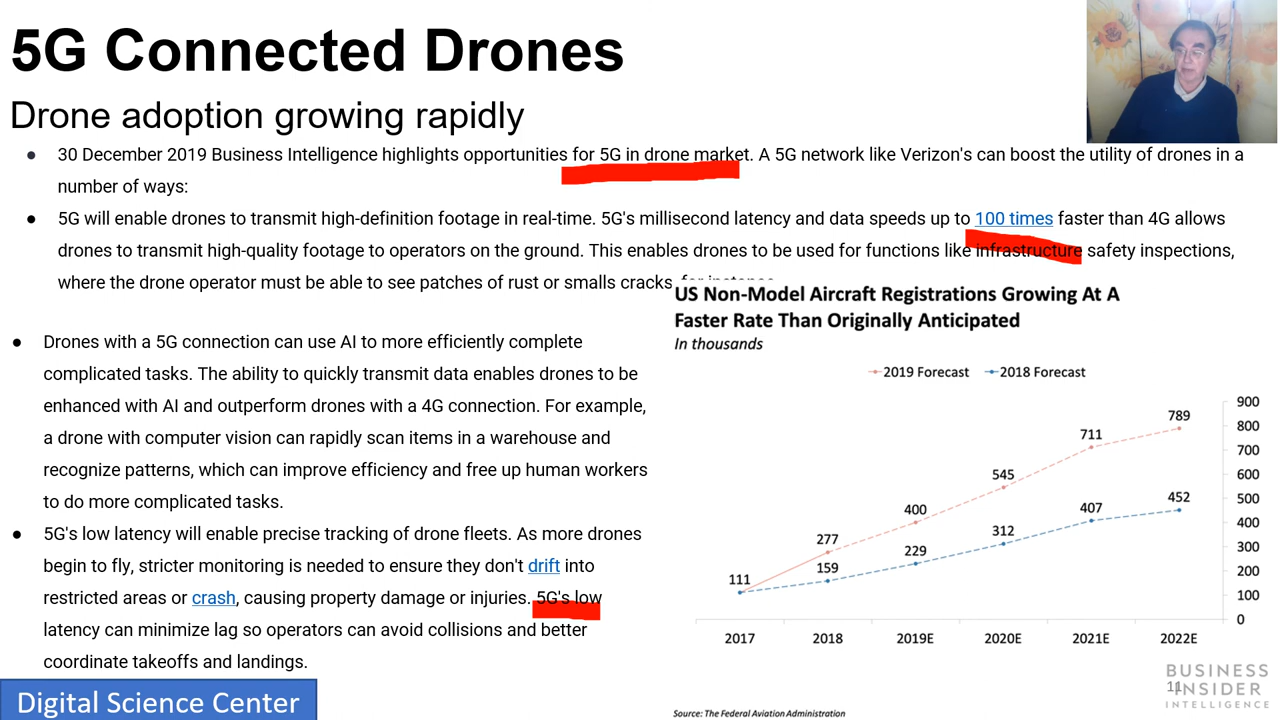 5G Connected Drones
Drone adoption growing rapidly
● 30 December 2019 Business Intelligence highlights opportunities for 5G in drone market. A 5G network like Verizon's can boost the utility of drones in a
number of ways:
● 5G will enable drones to transmit high-definition footage in real-time. 5G's millisecond latency and data speeds up to 100 times faster than 4G allows
drones to transmit high-quality footage to operators on the ground. This enables drones to be used for functions like infrastructure safety inspections,
where the drone operator must be able to see patches of rust or smalls cracks, for instance
● Drones with a 5G connection can use AI to more efficiently complete
complicated tasks. The ability to quickly transmit data enables drones to be
enhanced with AI and outperform drones with a 4G connection. For example,
a drone with computer vision can rapidly scan items in a warehouse and
recognize patterns, which can improve efficiency and free up human workers
to do more complicated tasks.
● 5G's low latency will enable precise tracking of drone fleets. As more drones
begin to fly, stricter monitoring is needed to ensure they don't drift into
restricted areas or crash, causing property damage or injuries. 5G's low
latency can minimize lag so operators can avoid collisions and better
coordinate takeoffs and landings.
US Non-Model Aircraft Registrations Growing At A
Faster Rate Than Originally Anticipated
In thousands
2019 Forecast 2018 Forecast
900
800
700
600
500
400
300
200
100
0
111 277 400 545 711 789
159 229 312 407 452
2017 2018 2019E 2020E 2021E 2022E
BUSINESS
INSIDER
INTELLIGENCE
11
Source: The Federal Aviation Administration
Digital Science Center